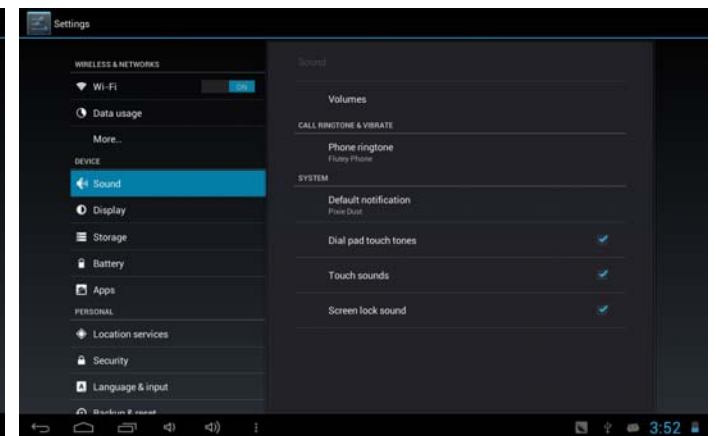 Settings
WIRELESS & NETWORKS
Wi-Fi
ON
Data usage
More...
DEVICE
Sound
Display
Storage
Battery
Apps
PERSONAL
Location services
Security
Language & input
Backup & reset
Sound
Volumes
CALL RINGTONE & VIBRATE
Phone ringtone
Flutey Phone
SYSTEM
Default notification
Pixie Dust
Dial pad touch tones
Touch sounds
Screen lock sound
3:52